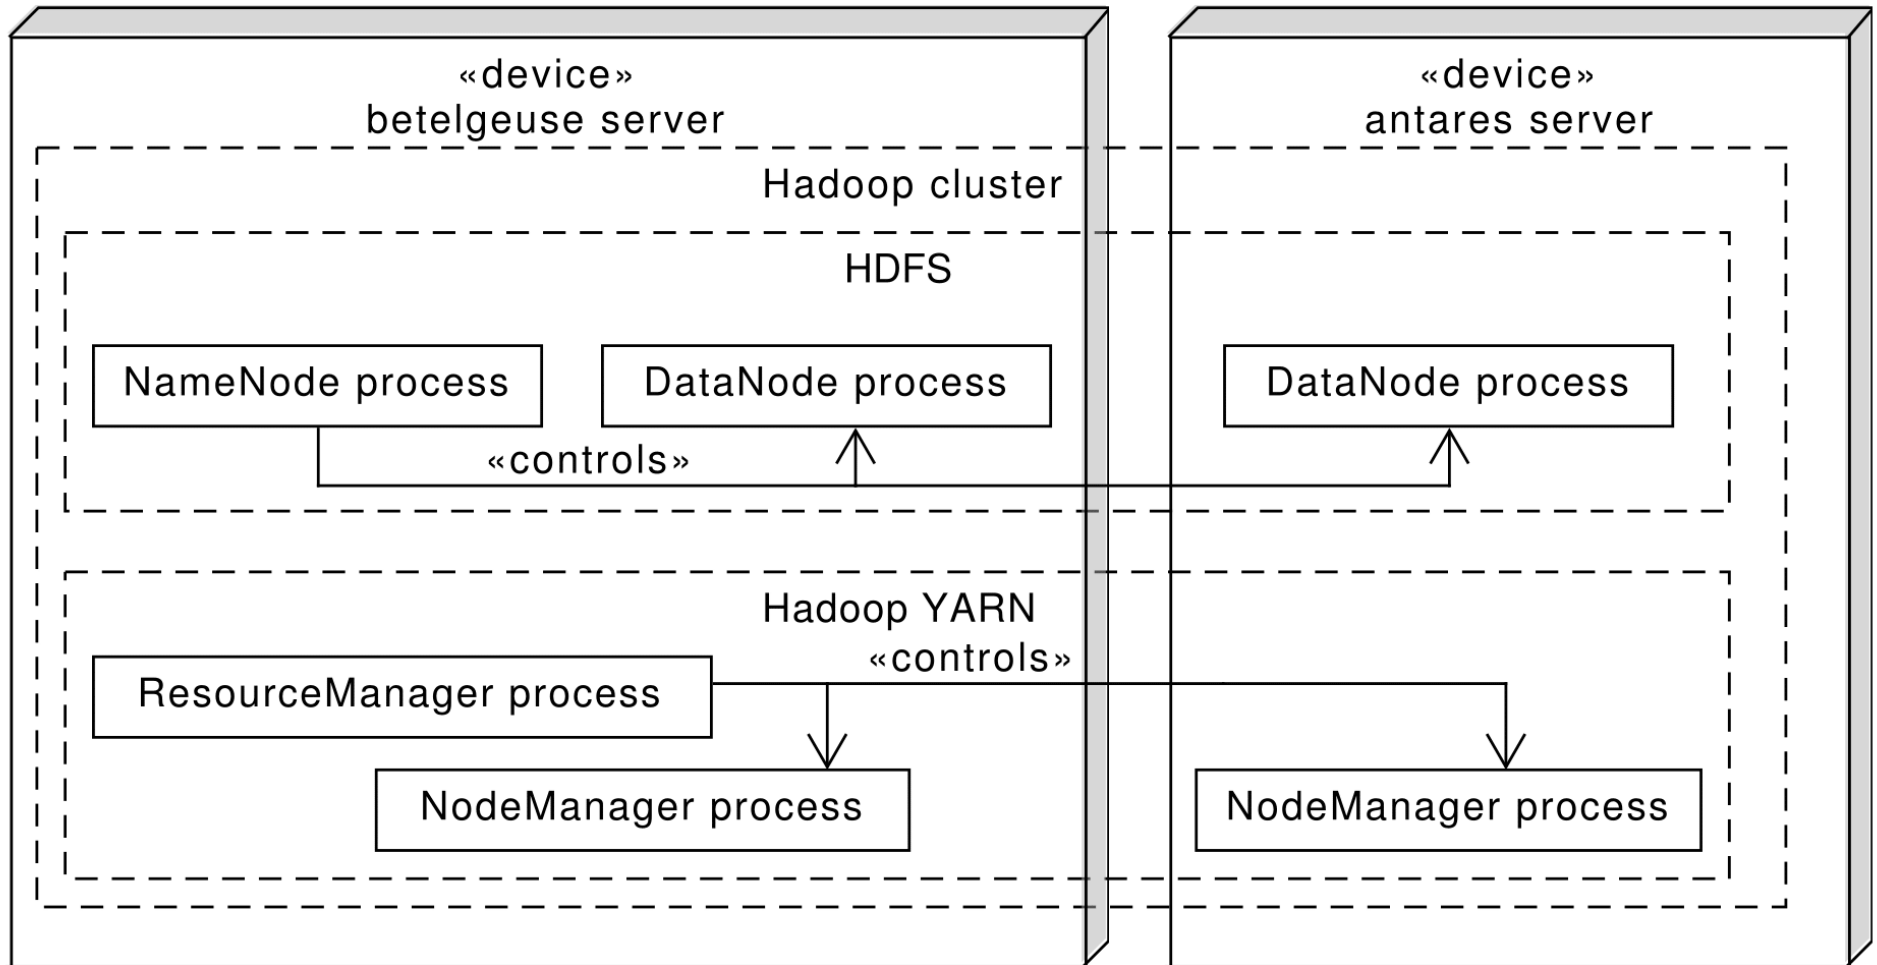 «device»
betelgeuse server
«device»
antares server
Hadoop cluster
HDFS
NameNode process
DataNode process
DataNode process
«controls»
Hadoop YARN
«controls»
ResourceManager process
NodeManager process
NodeManager process